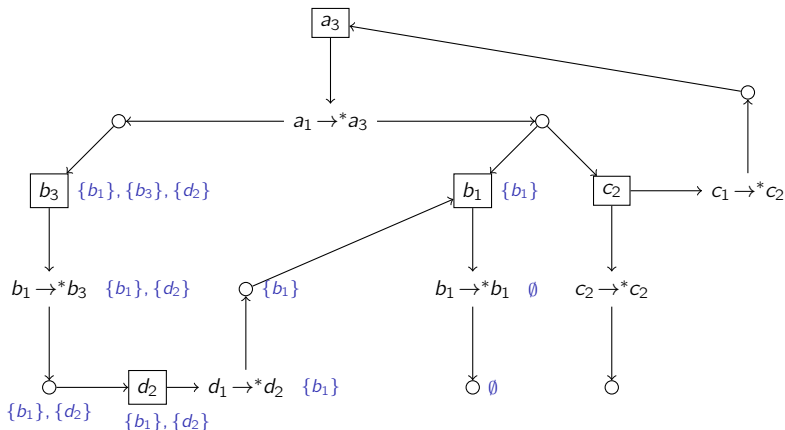 a₃
a₁ →* a₃
b₃ {b₁}, {b₃}, {d₂}
b₁ {b₁}
c₂
c₁ →* c₂
b₁ →* b₃ {b₁}, {d₂}
{b₁}
b₁ →* b₁ ∅
c₂ →* c₂
{b₁}, {d₂}
d₂
{b₁}, {d₂}
d₁ →* d₂ {b₁}
∅